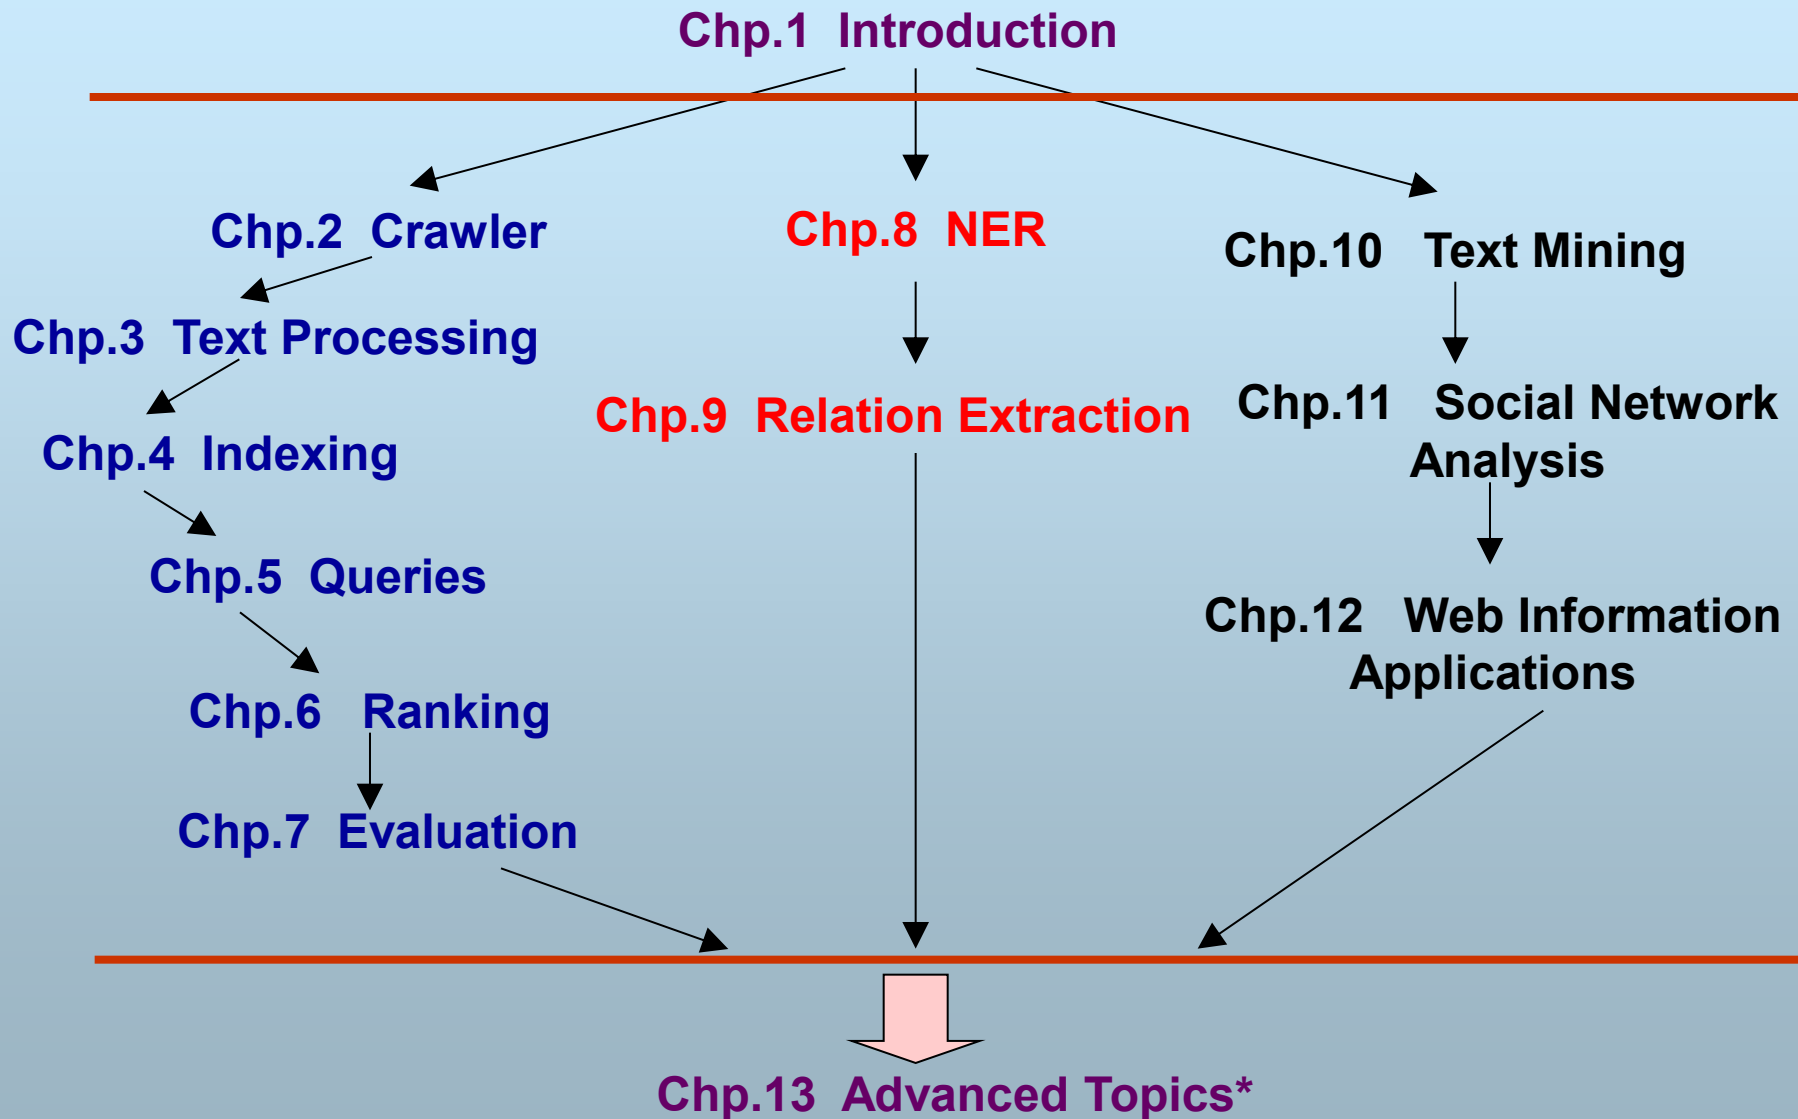 Chp.1 Introduction
Chp.2 Crawler
Chp.3 Text Processing
Chp.4 Indexing
Chp.5 Queries
Chp.6 Ranking
Chp.7 Evaluation
Chp.8 NER
Chp.9 Relation Extraction
Chp.10 Text Mining
Chp.11 Social Network
Analysis
Chp.12 Web Information
Applications
Chp.13 Advanced Topics*